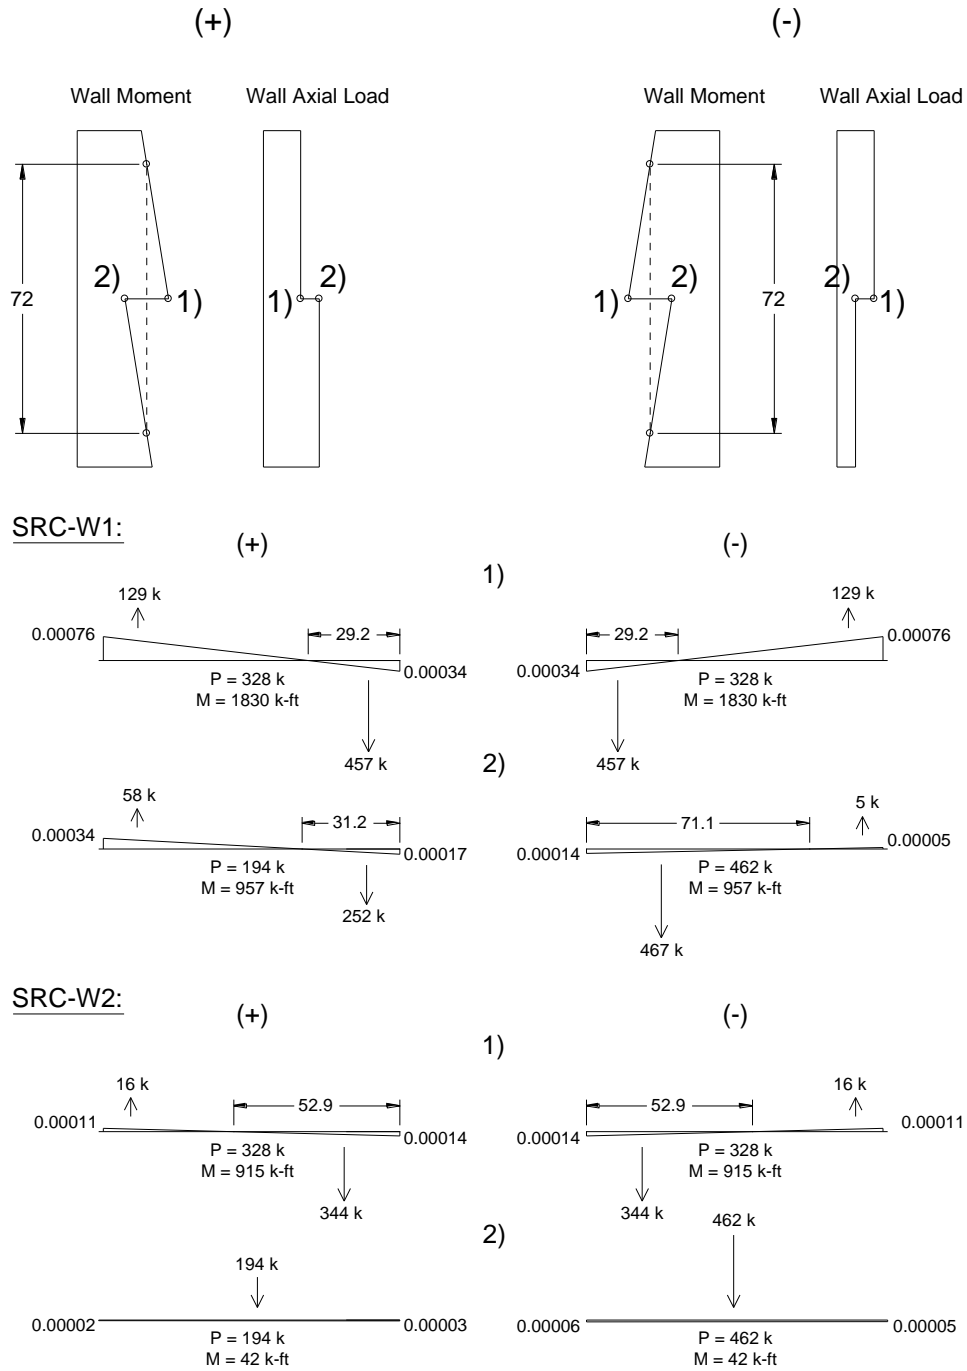 (+)
(-)
Wall Moment
Wall Axial Load
Wall Moment
Wall Axial Load
72
2)
1)
1)
2)
1)
2)
72
2)
1)
SRC-W1:
(+)
(-)
1)
129 k
0.00076
29.2
0.00034
P = 328 k
M = 1830 k-ft
457 k
129 k
0.00076
29.2
0.00034
P = 328 k
M = 1830 k-ft
457 k
2)
58 k
0.00034
31.2
0.00017
P = 194 k
M = 957 k-ft
252 k
5 k
0.00005
71.1
0.00014
P = 462 k
M = 957 k-ft
467 k
SRC-W2:
(+)
(-)
1)
16 k
0.00011
52.9
0.00014
P = 328 k
M = 915 k-ft
344 k
16 k
0.00011
52.9
0.00014
P = 328 k
M = 915 k-ft
344 k
2)
194 k
0.00002
0.00003
P = 194 k
M = 42 k-ft
462 k
0.00006
0.00005
P = 462 k
M = 42 k-ft